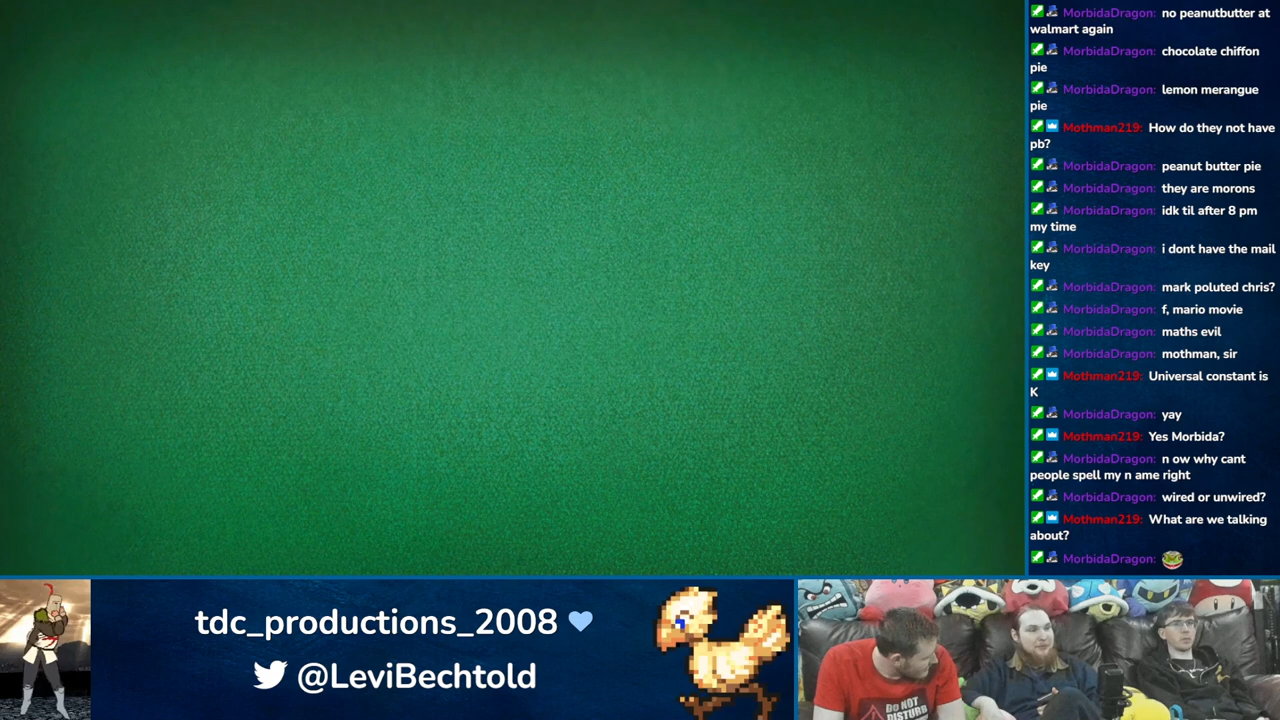 MorbidaDragon: no peanutbutter at
walmart again
MorbidaDragon: chocolate chiffon
pie
MorbidaDragon: lemon merangue
pie
Mothman219: How do they not have
pb?
MorbidaDragon: peanut butter pie
MorbidaDragon: they are morons
MorbidaDragon: idk til after 8 pm
my time
MorbidaDragon: i dont have the mail
key
MorbidaDragon: mark poluted chris?
MorbidaDragon: f, mario movie
MorbidaDragon: maths evil
MorbidaDragon: mothman, sir
Mothman219: Universal constant is
K
MorbidaDragon: yay
Mothman219: Yes Morbida?
MorbidaDragon: n ow why cant
people spell my n ame right
MorbidaDragon: wired or unwired?
Mothman219: What are we talking
about?
MorbidaDragon:
tdc_productions_2008
@LeviBechtold
DO NOT
DISTURB